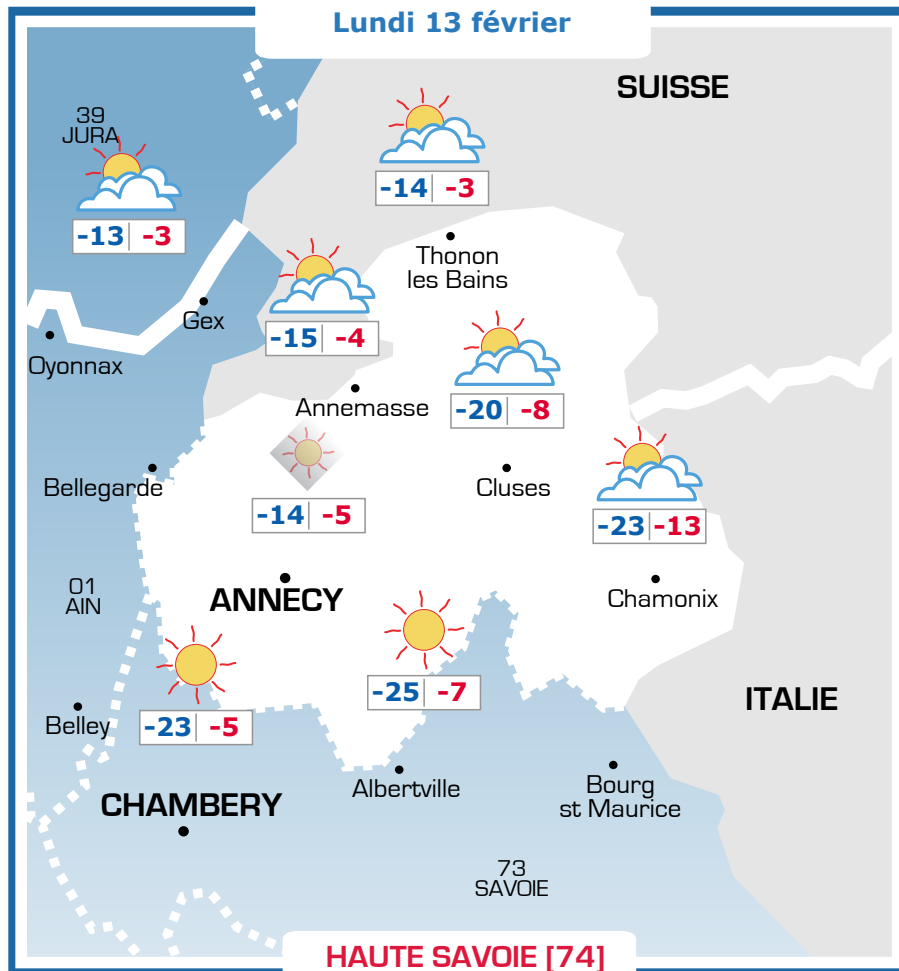 Lundi 13 février
SUISSE
39
JURA
-14 -3
-13 -3
Thonon
les Bains
Gex
-15 -4
Oyonnax
Annemasse
-20 -8
Bellegarde
Cluses
-14 -5
-23 -13
01
AIN
ANNECY
Chamonix
-25 -7
ITALIE
Belley
-23 -5
Albertville
Bourg
st Maurice
CHAMBERY
73
SAVOIE
HAUTE SAVOIE [74]